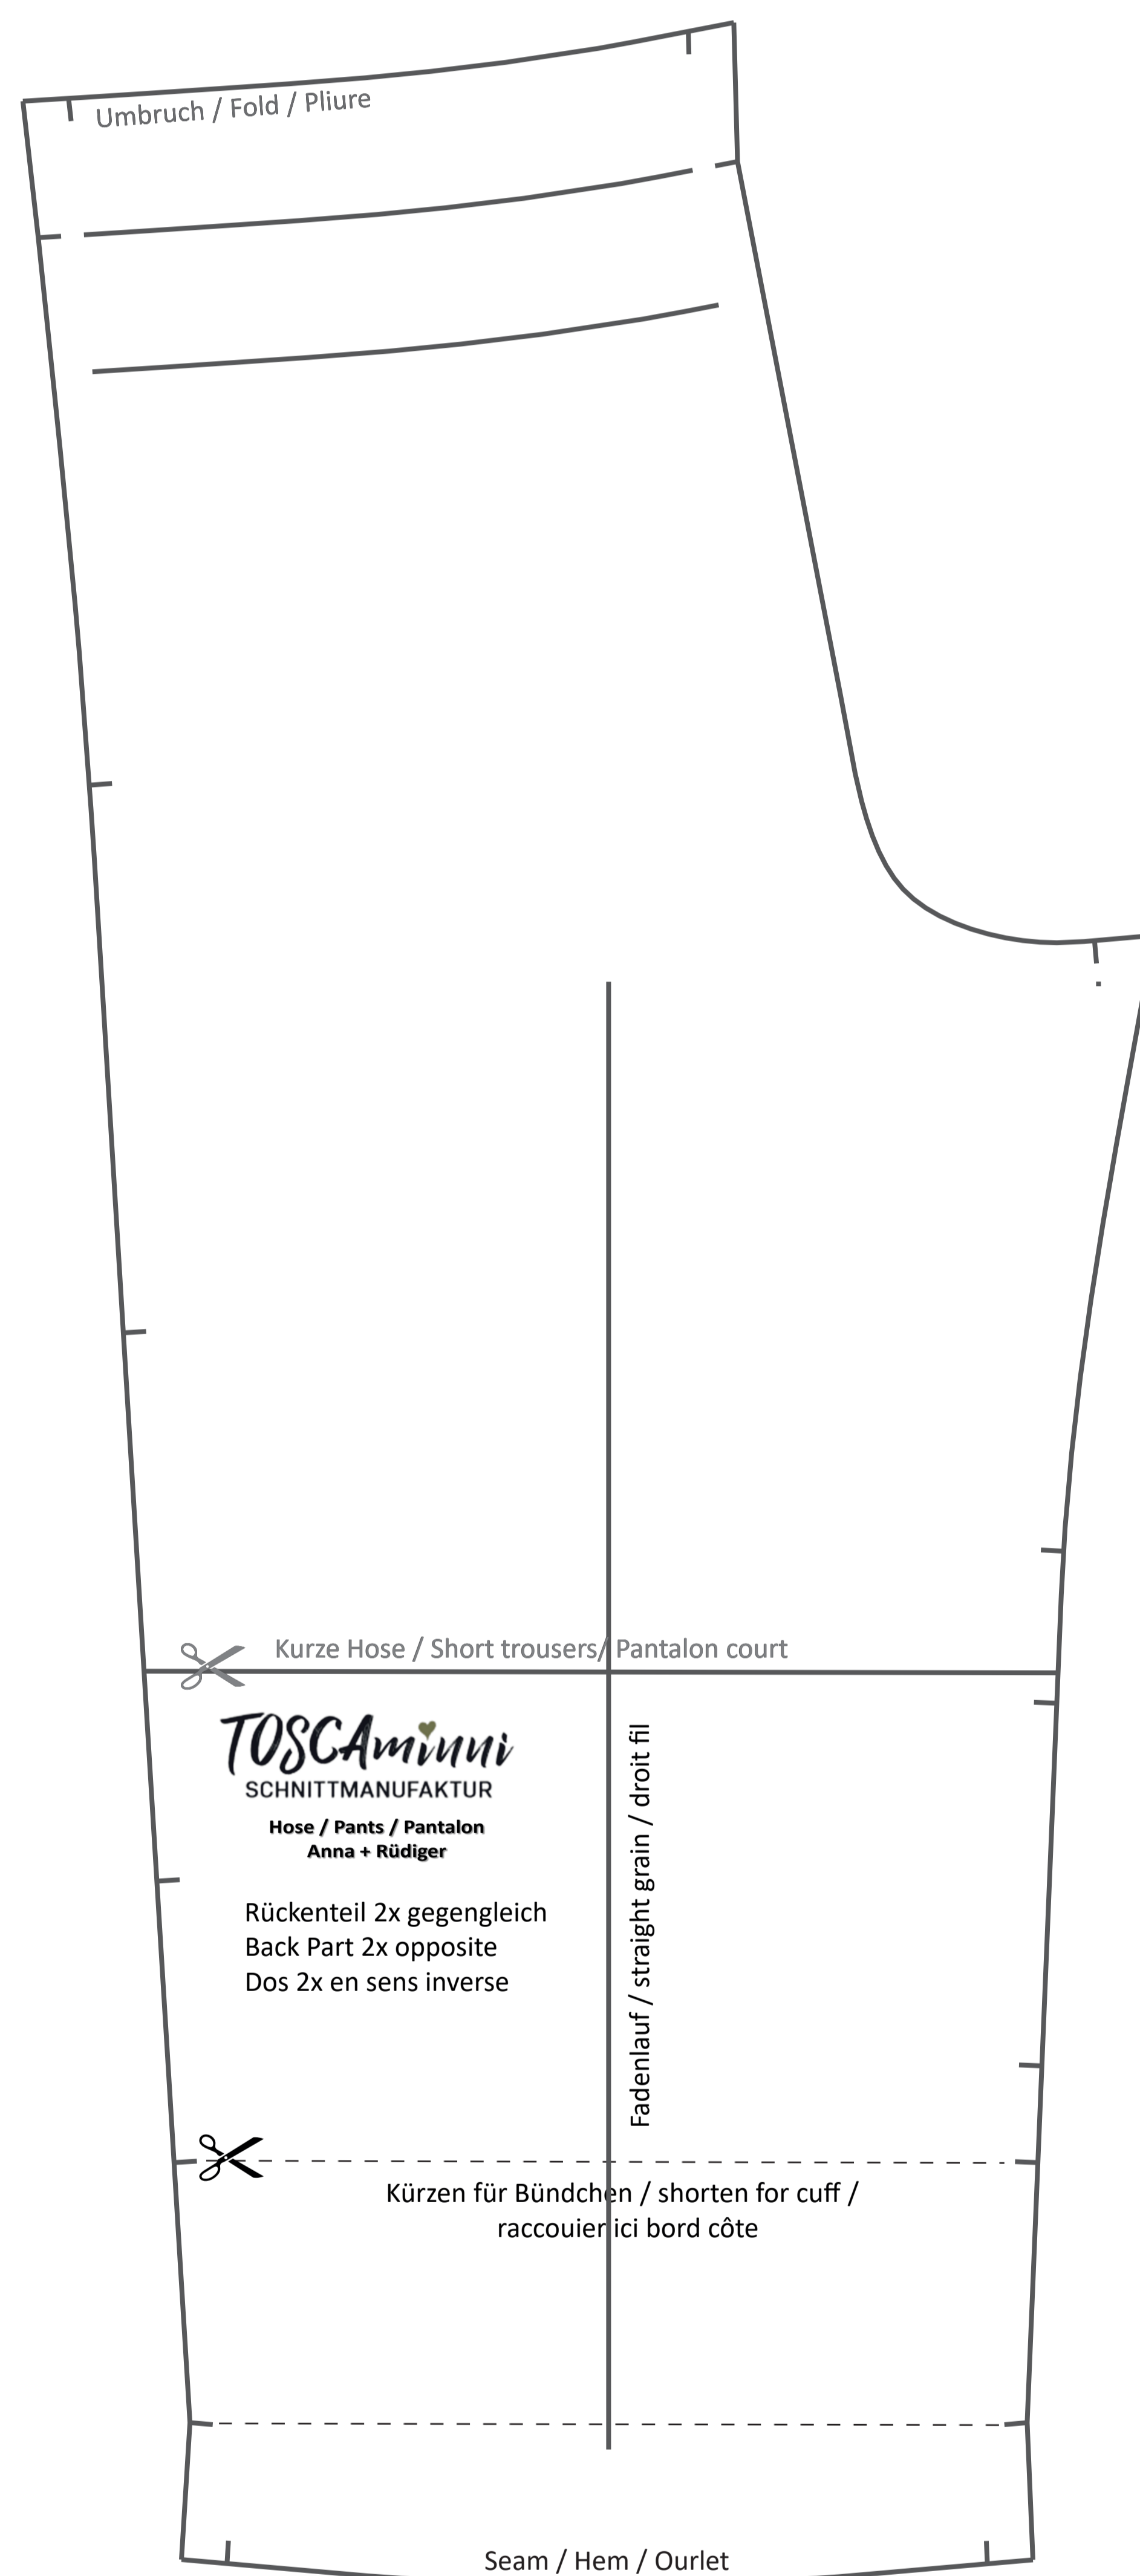 Umbruch / Fold / Pliure
Kurze Hose / Short trousers/ Pantalon court
TOSCAminni
SCHNITTMANUFAKTUR
Hose / Pants / Pantalon
Anna + Rüdiger
Rückenteil 2x gegengleich
Back Part 2x opposite
Dos 2x en sens inverse
Fadenlauf / straight grain / droit fil
Kürzen für Bündchen / shorten for cuff /
raccouier ici bord côte
Seam / Hem / Ourlet